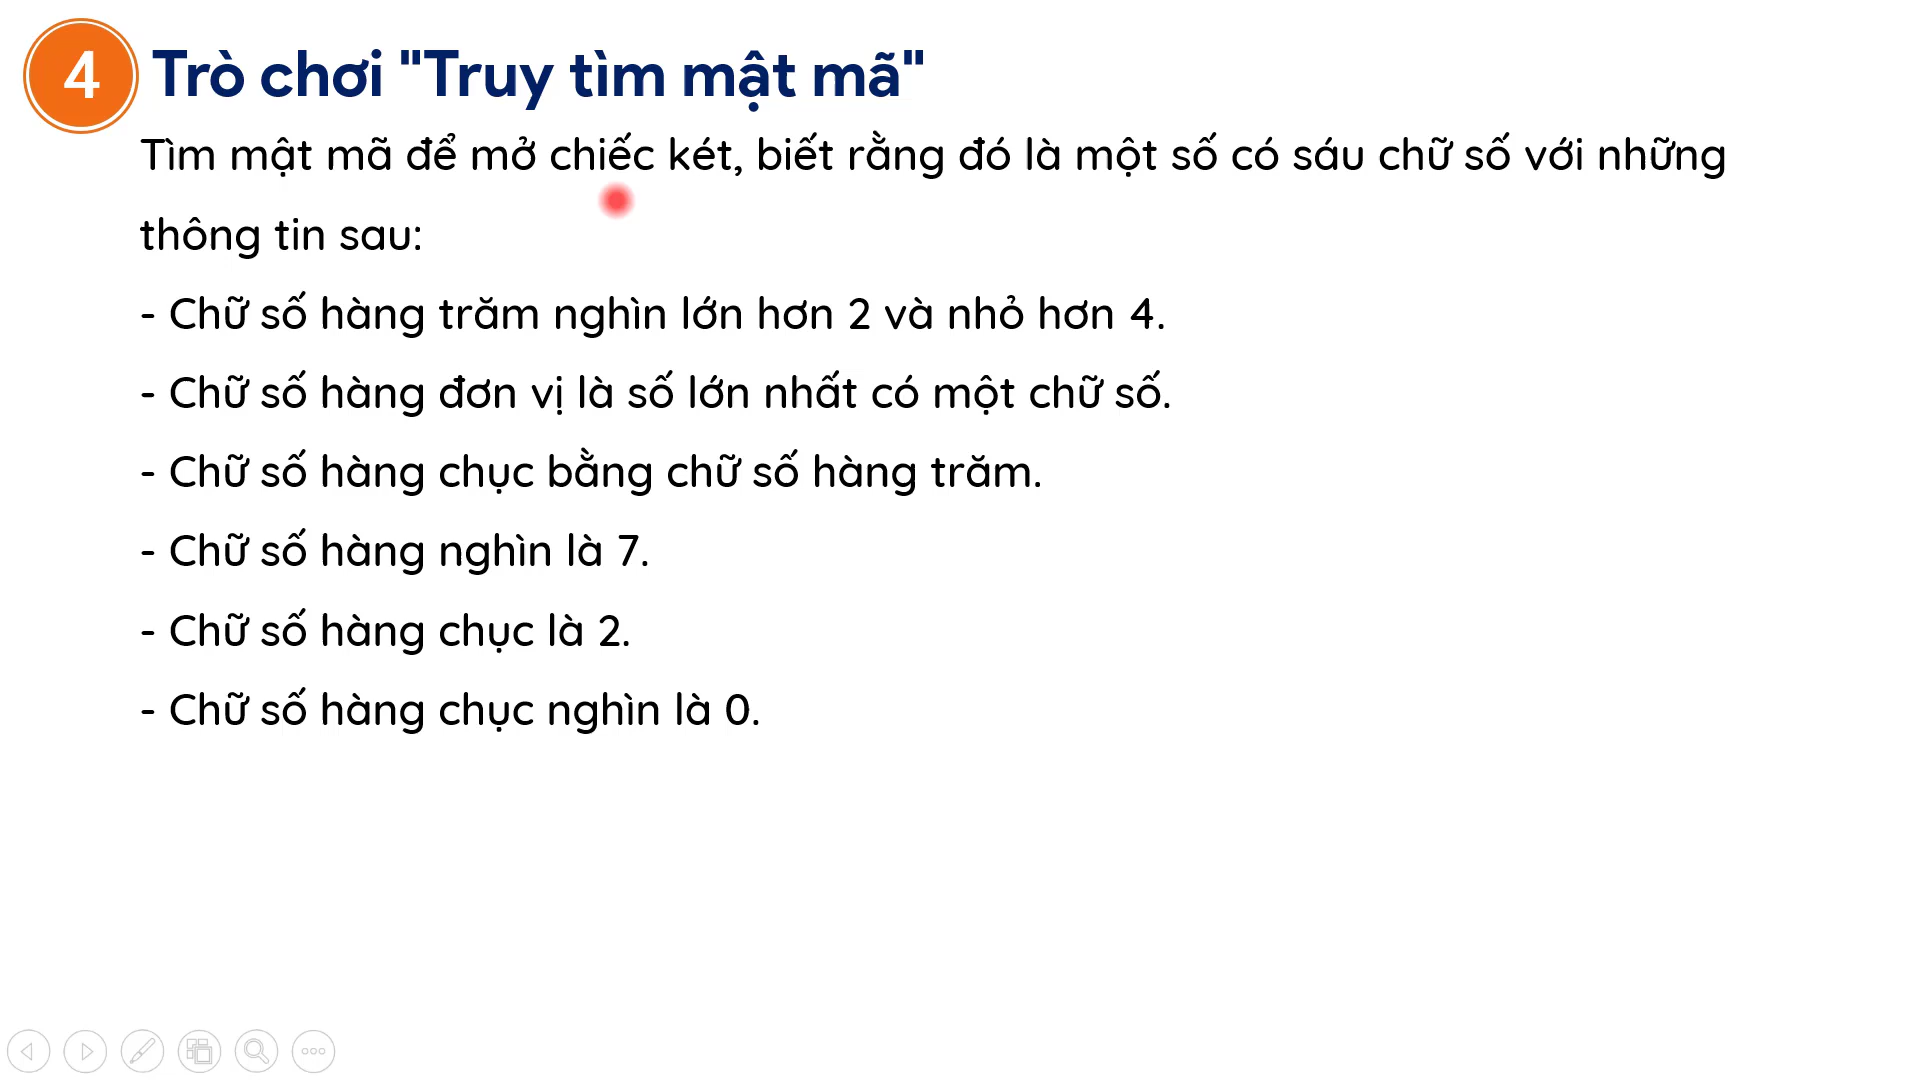 4 Trò chơi "Truy tìm mật mã"
Tìm mật mã để mở chiếc két, biết rằng đó là một số có sáu chữ số với những
thông tin sau:
- Chữ số hàng trăm nghìn lớn hơn 2 và nhỏ hơn 4.
- Chữ số hàng đơn vị là số lớn nhất có một chữ số.
- Chữ số hàng chục bằng chữ số hàng trăm.
- Chữ số hàng nghìn là 7.
- Chữ số hàng chục là 2.
- Chữ số hàng chục nghìn là 0.